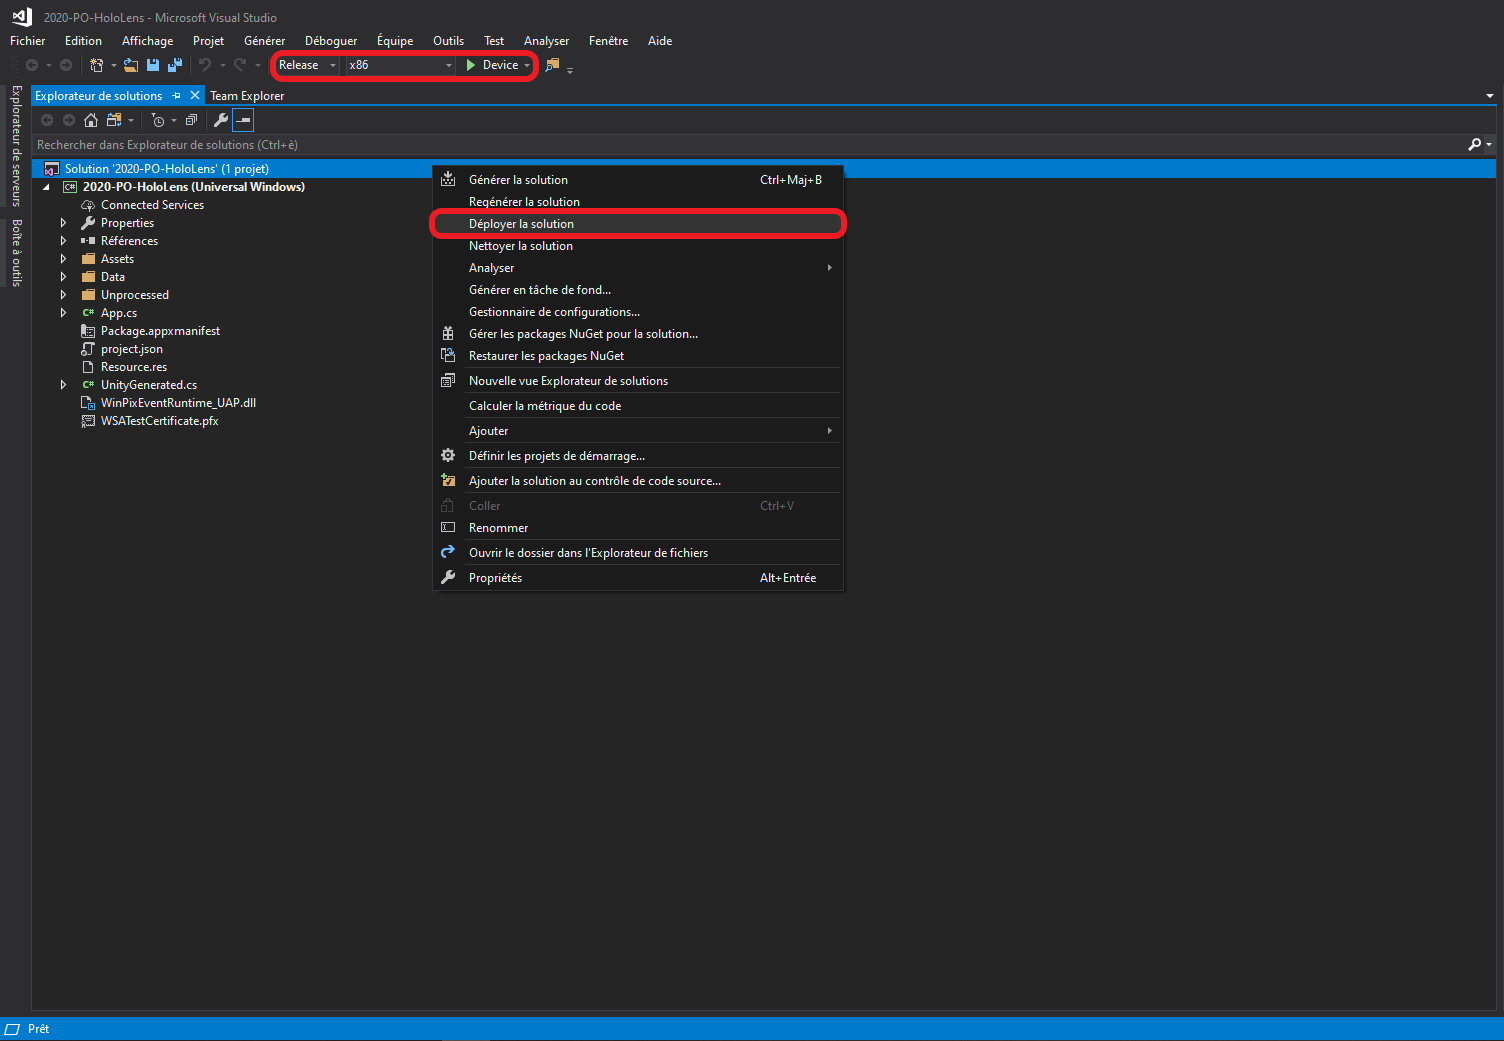 2020-PO-HoloLens - Microsoft Visual Studio
Fichier Edition Affichage Projet Générer Déboguer Équipe Outils Test Analyser Fenêtre Aide
Release x86 Device
Explorateur de serveurs
Boîte à outils
Explorateur de solutions Team Explorer
Rechercher dans Explorateur de solutions (Ctrl+è)
Solution '2020-PO-HoloLens' (1 projet)
C# 2020-PO-HoloLens (Universal Windows)
Connected Services
Properties
Références
Assets
Data
Unprocessed
C# App.cs
Package.appxmanifest
project.json
Resource.res
C# UnityGenerated.cs
WinPixEventRuntime_UAP.dll
WSATestCertificate.pfx
Générer la solution Ctrl+Maj+B
Regénérer la solution
Déployer la solution
Nettoyer la solution
Analyser
Générer en tâche de fond...
Gestionnaire de configurations...
Gérer les packages NuGet pour la solution...
Restaurer les packages NuGet
Nouvelle vue Explorateur de solutions
Calculer la métrique du code
Ajouter
Définir les projets de démarrage...
Ajouter la solution au contrôle de code source...
Coller Ctrl+V
Renommer
Ouvrir le dossier dans l'Explorateur de fichiers
Propriétés Alt+Entrée
Prêt